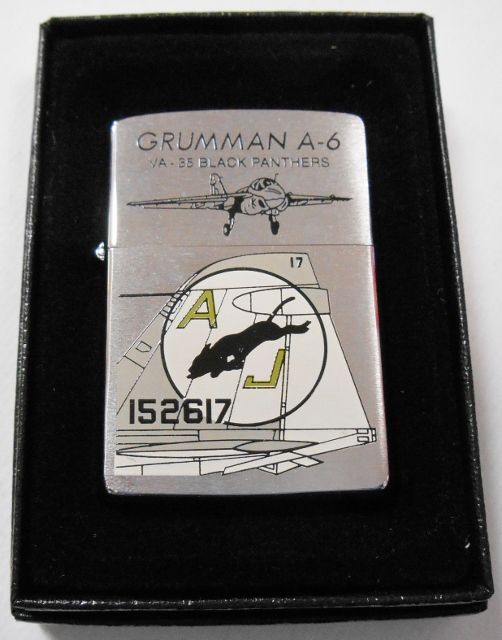 GRUMMAN A-6
VA-35 BLACK PANTHERS
17
A
J
152617